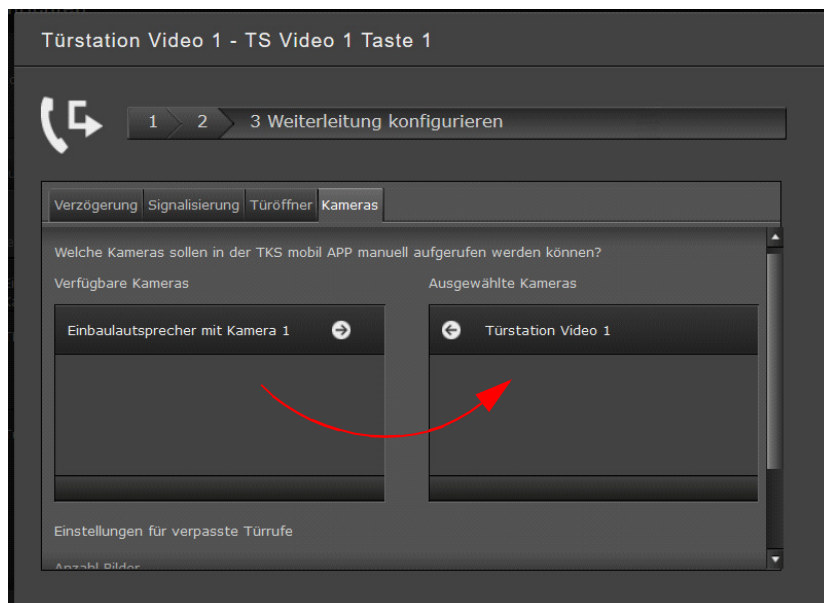 Türstation Video 1 - TS Video 1 Taste 1
1 2 3 Weiterleitung konfigurieren
Verzögerung Signalisierung Türöffner Kameras
Welche Kameras sollen in der TKS mobil APP manuell aufgerufen werden können?
Verfügbare Kameras Ausgewählte Kameras
Einbaulautsprecher mit Kamera 1 Türstation Video 1
Einstellungen für verpasste Türrufe
Anzahl Bilder